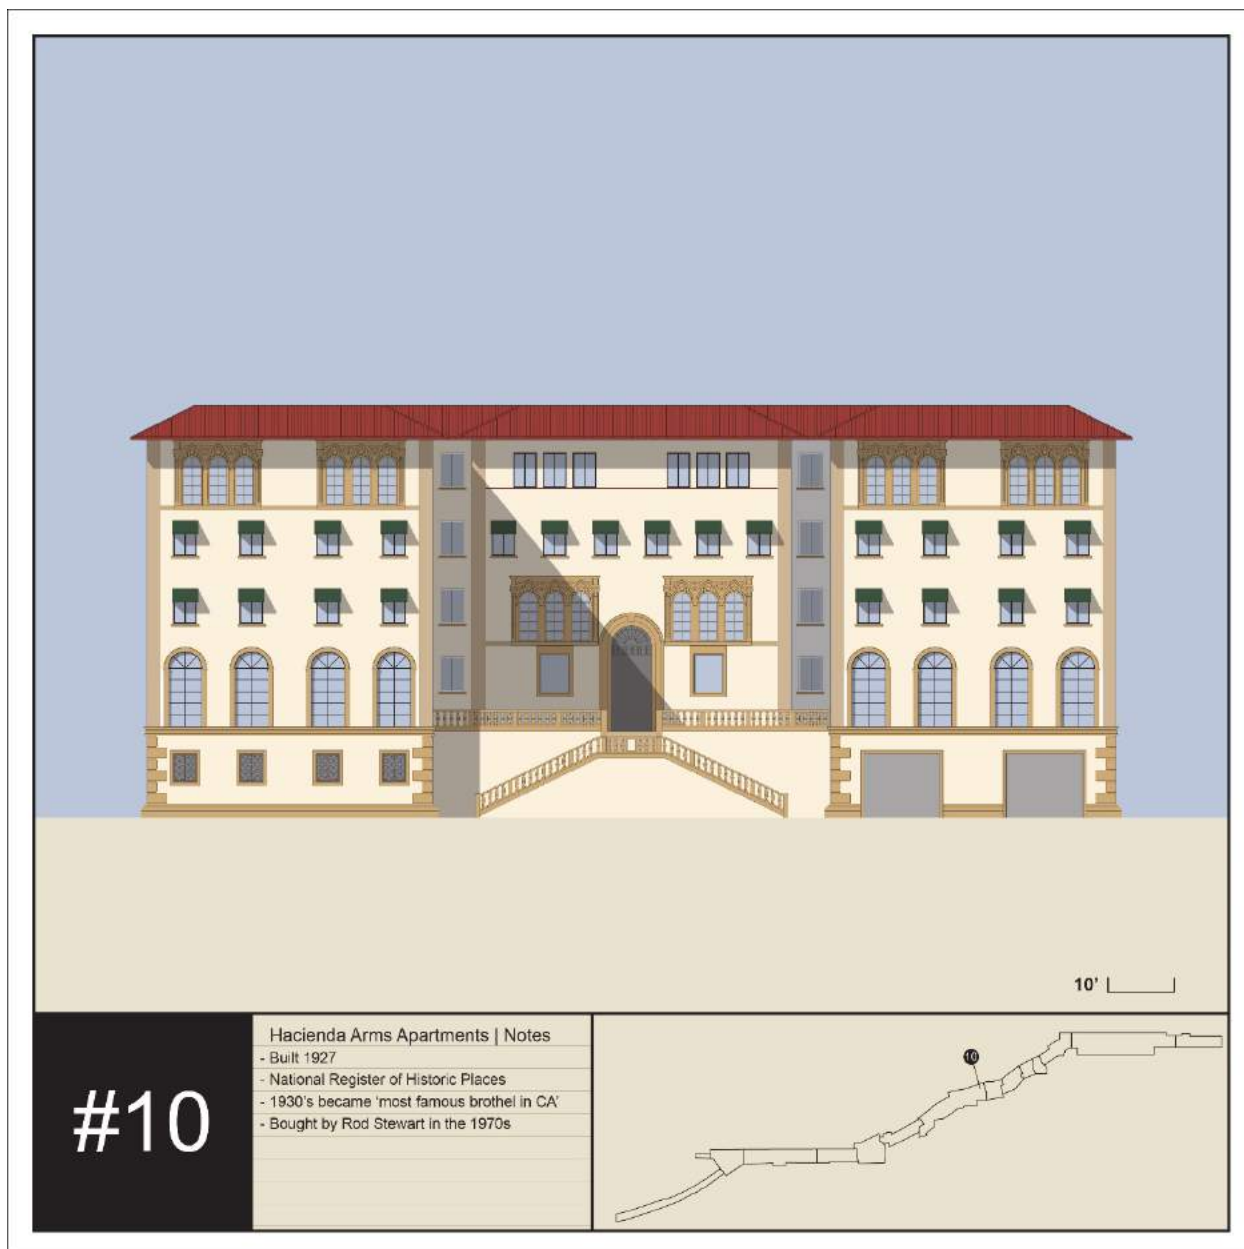 10'
#10
Hacienda Arms Apartments | Notes
- Built 1927
- National Register of Historic Places
- 1930's became 'most famous brothel in CA'
- Bought by Rod Stewart in the 1970s
10